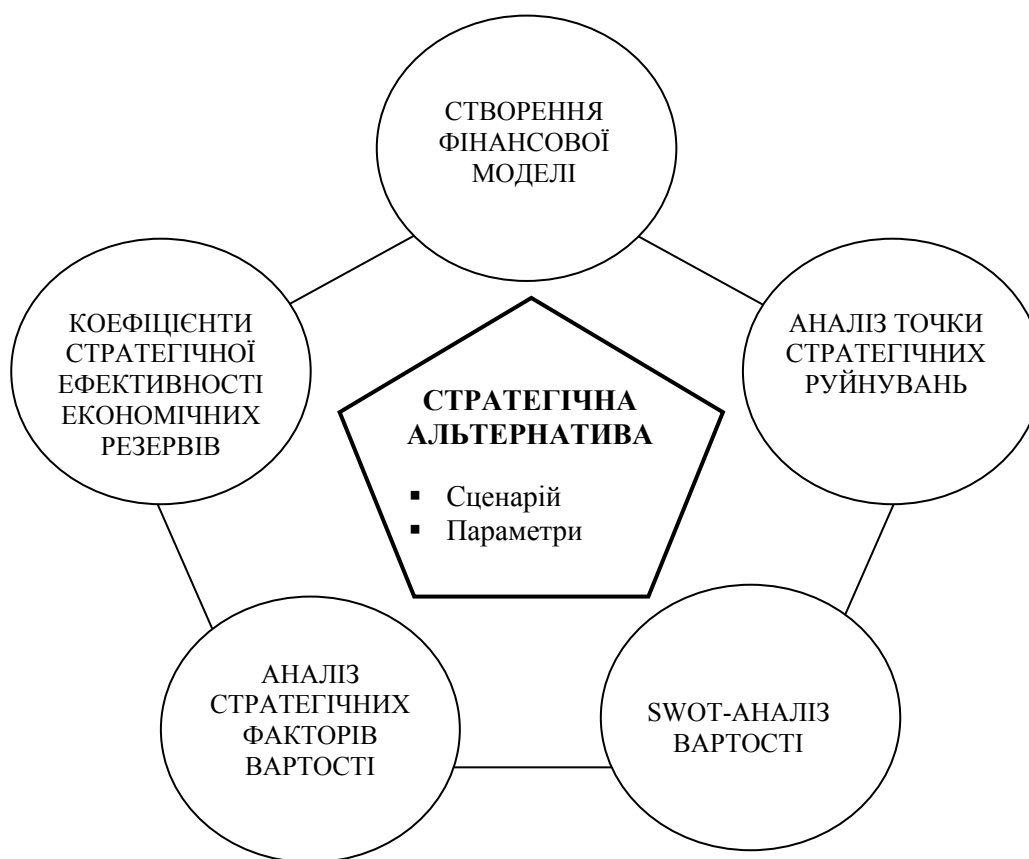 СТВОРЕННЯ
ФІНАНСОВОЇ
МОДЕЛІ
КОЕФІЦІЄНТИ
СТРАТЕГІЧНОЇ
ЕФЕКТИВНОСТІ
ЕКОНОМІЧНИХ
РЕЗЕРВІВ
АНАЛІЗ ТОЧКИ
СТРАТЕГІЧНИХ
РУЙНУВАНЬ
СТРАТЕГІЧНА
АЛЬТЕРНАТИВА
▪ Сценарій
▪ Параметри
АНАЛІЗ
СТРАТЕГІЧНИХ
ФАКТОРІВ
ВАРТОСТІ
SWOT-АНАЛІЗ
ВАРТОСТІ